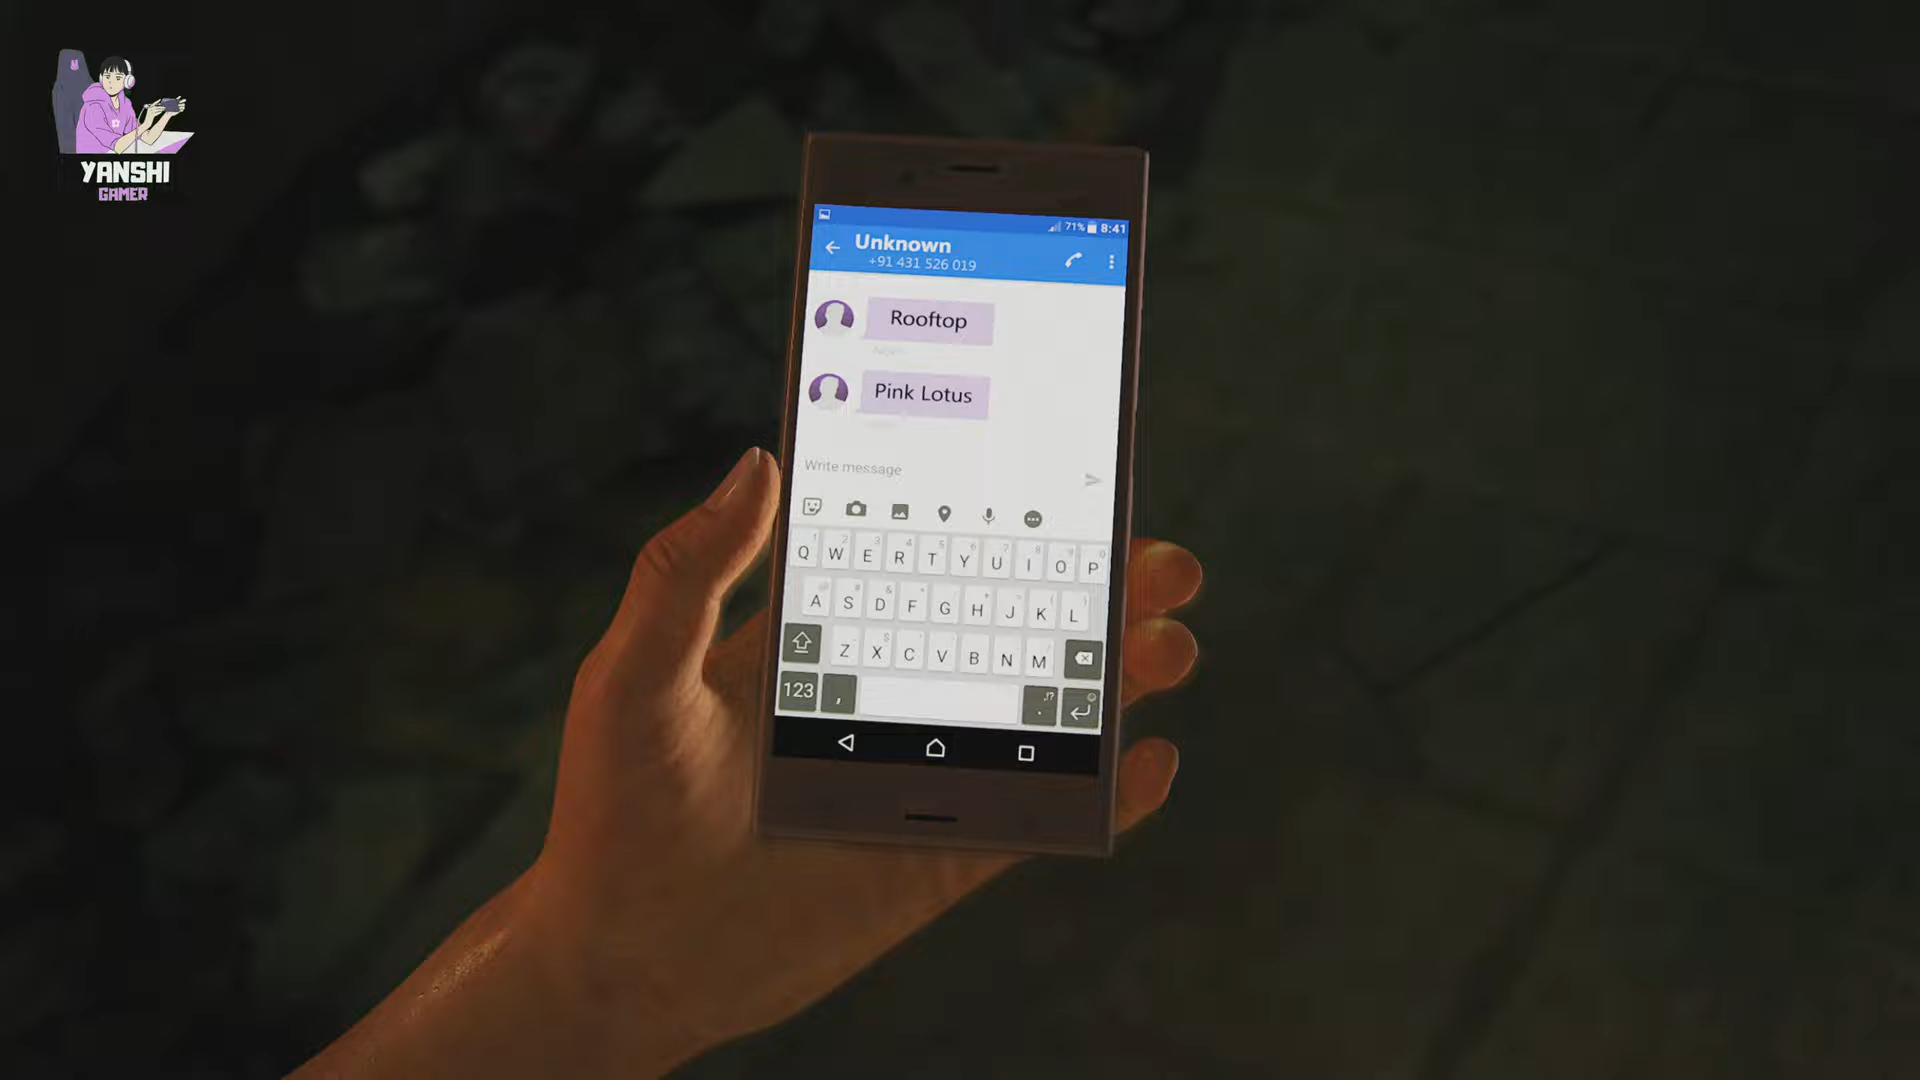 YANSHI
GAMER
71% 8:41
Unknown
+91 431 526 019
Rooftop
Pink Lotus
Write message
Q W E R T Y U I O P
A S D F G H J K L
Z X C V B N M
123 , .